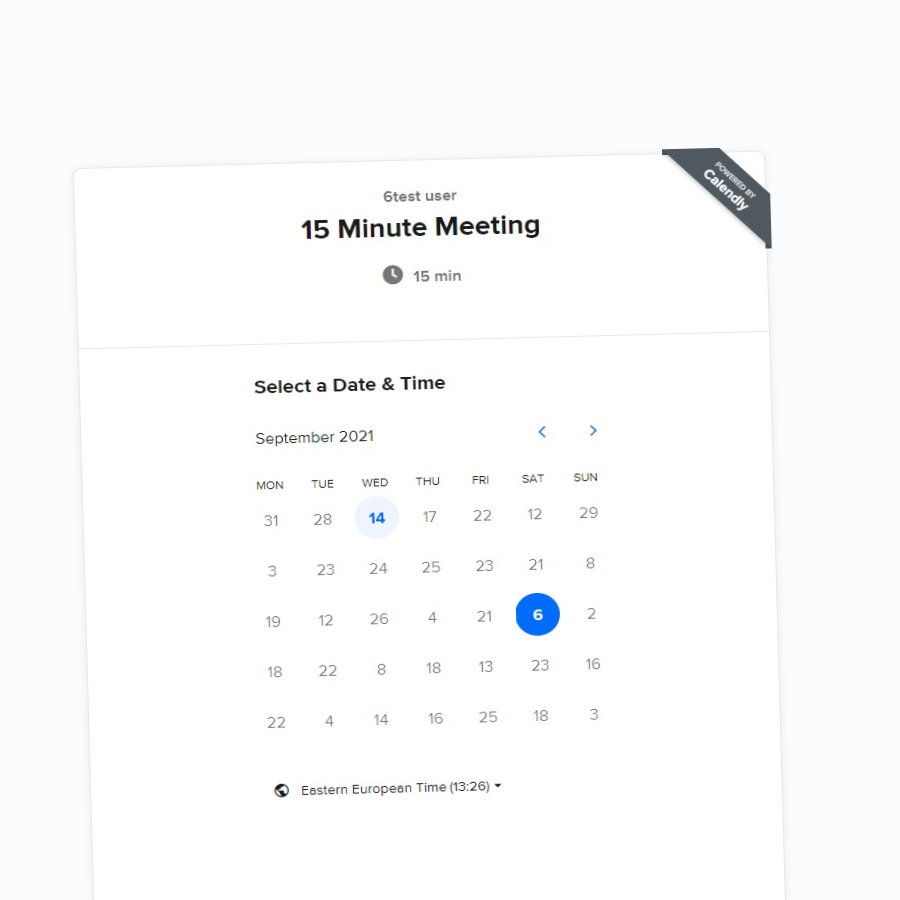 POWERED BY
Calendly
6test user
15 Minute Meeting
15 min
Select a Date & Time
September 2021
MON TUE WED THU FRI SAT SUN
31 28 14 17 22 12 29
3 23 24 25 23 21 8
19 12 26 4 21 6 2
18 22 8 18 13 23 16
22 4 14 16 25 18 3
Eastern European Time (13:26)